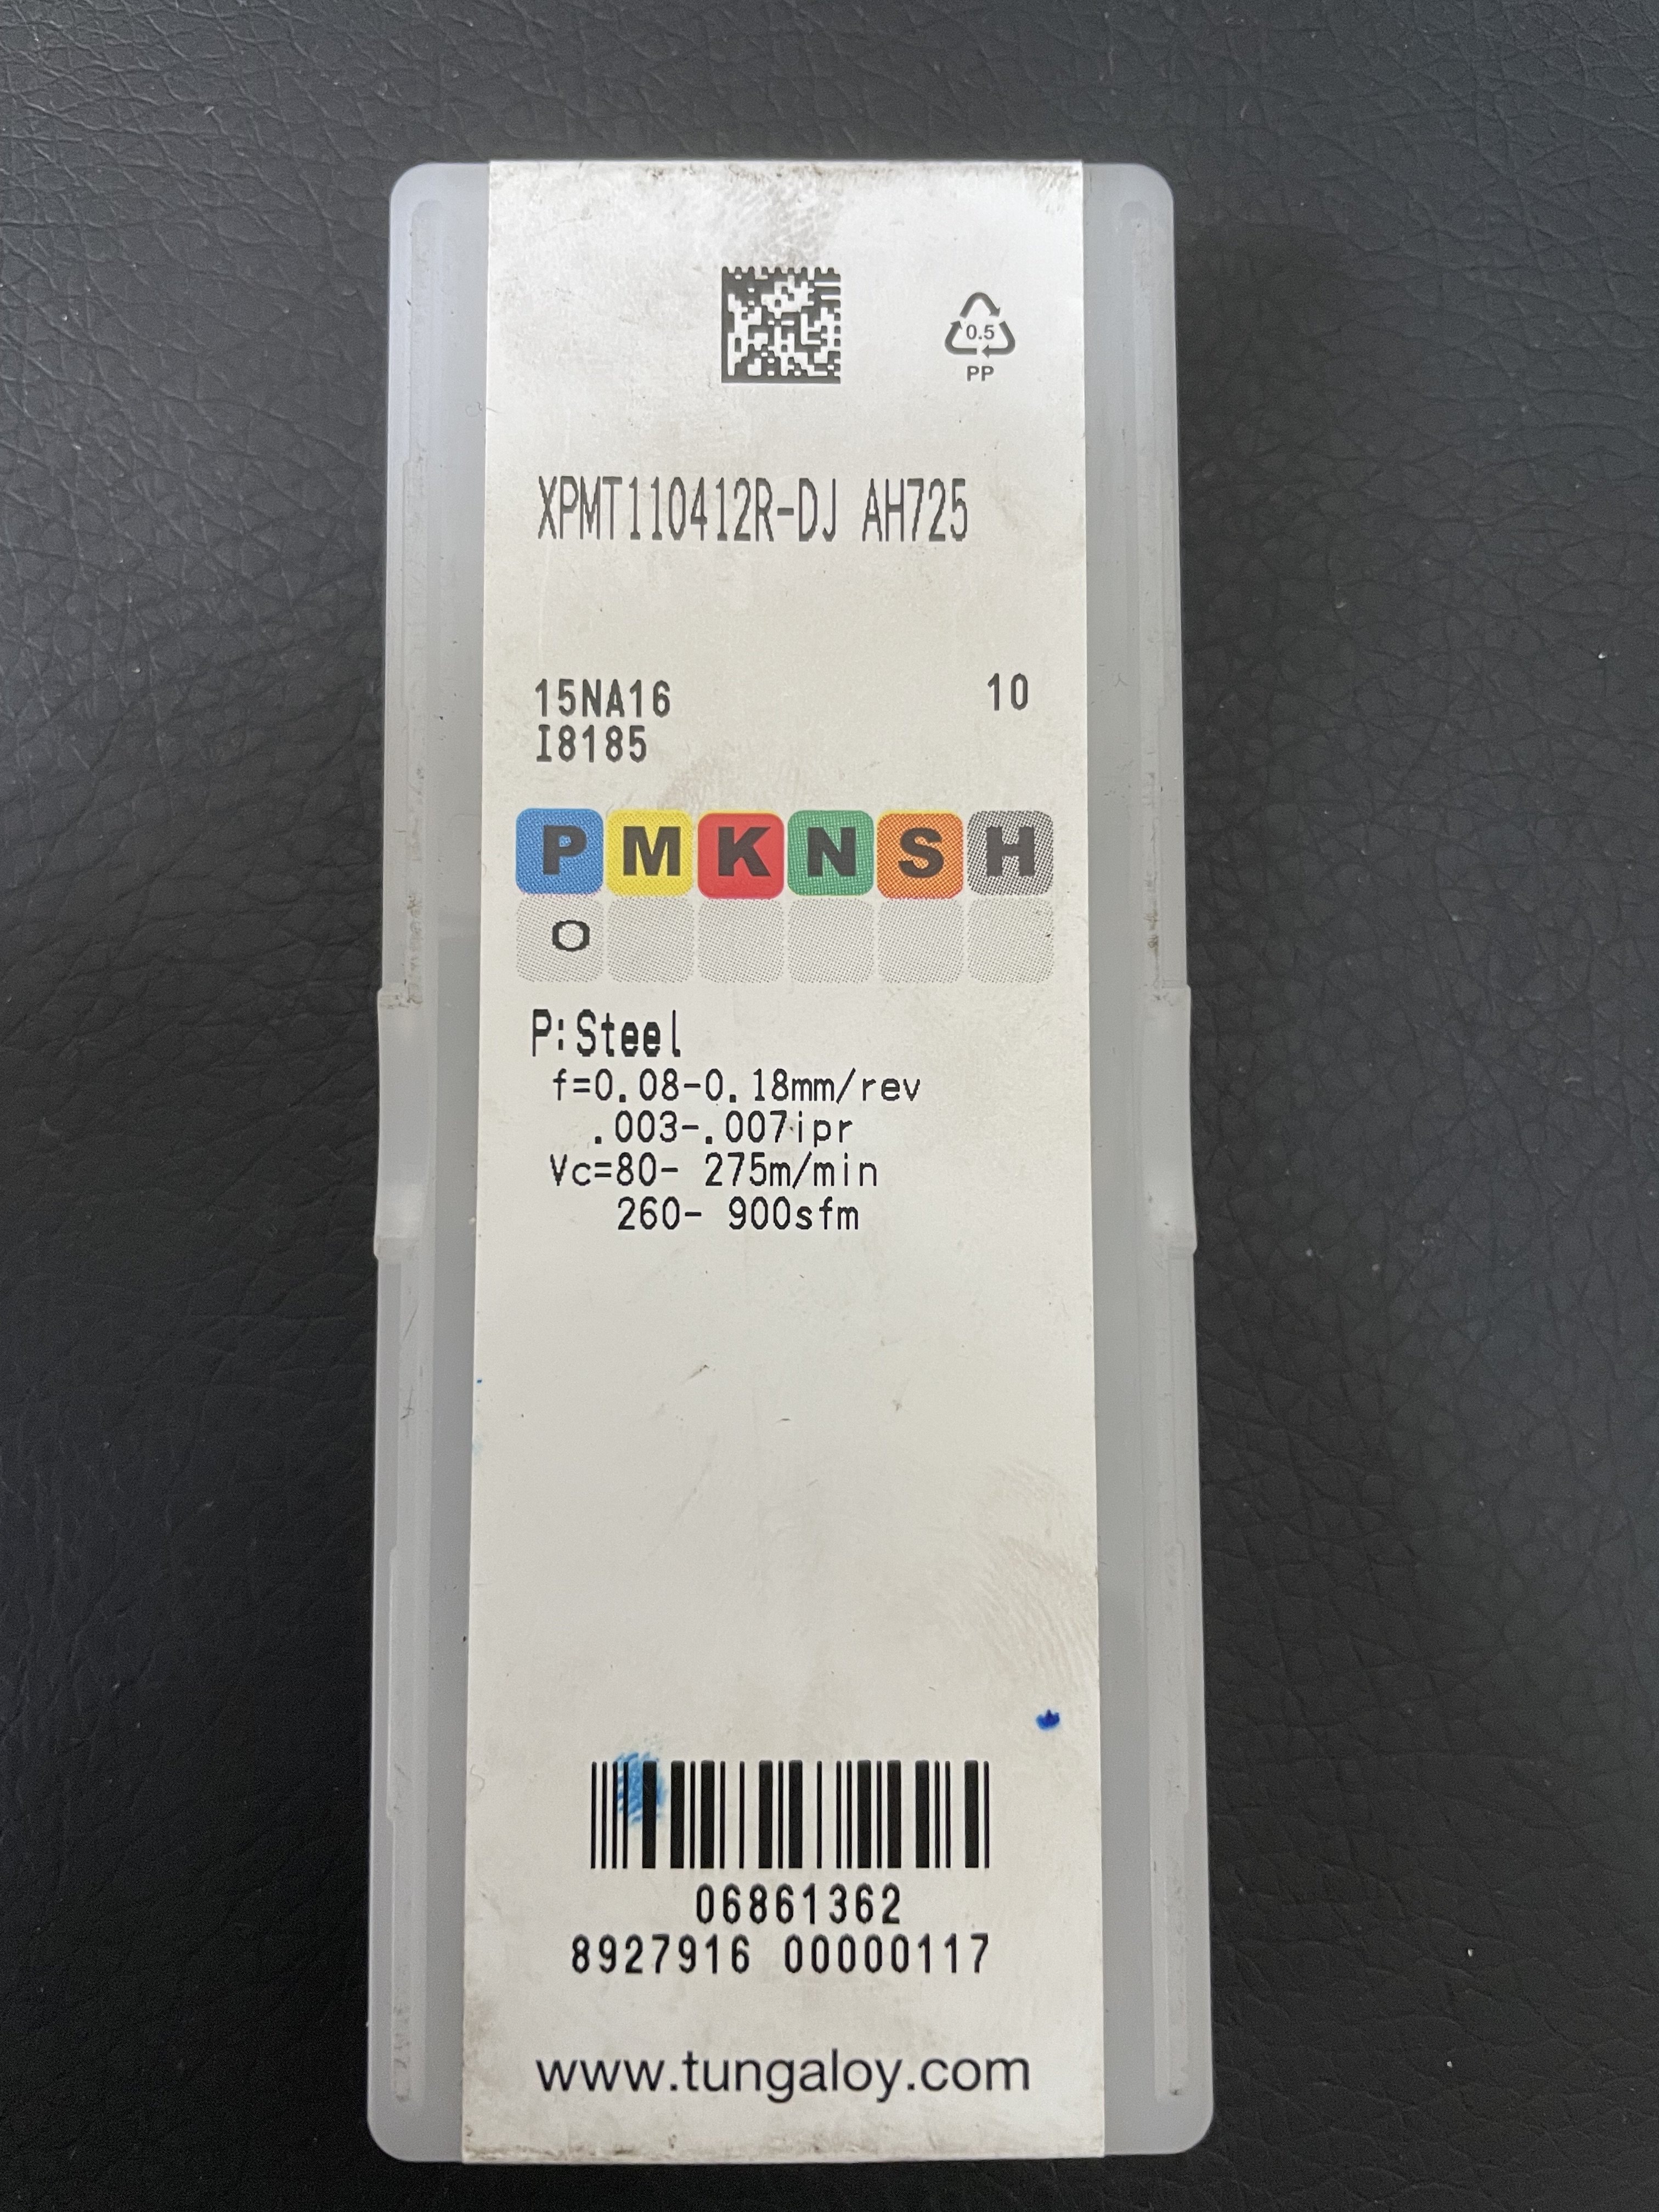 0.5
PP
XPMT110412R-DJ AH725
15NA16 10
I8185
P M K N S H
O
P:Steel
f=0.08-0.18mm/rev
.003-.007ipr
Vc=80- 275m/min
260- 900sfm
06861362
8927916 00000117
www.tungaloy.com